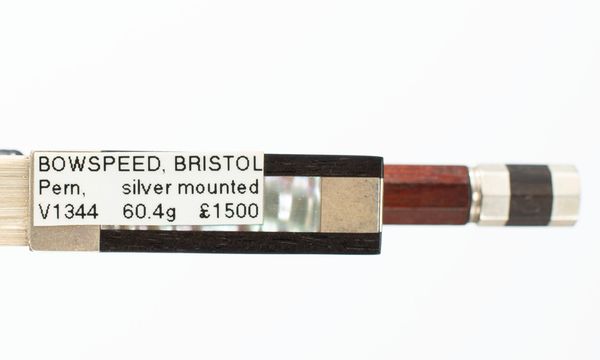 BOWSPEED, BRISTOL
Pern, silver mounted
V1344 60.4g £1500